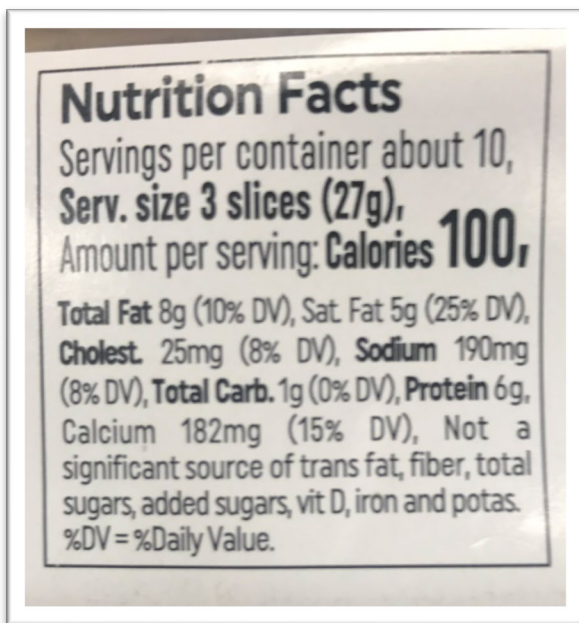 Nutrition Facts
Servings per container about 10,
Serv. size 3 slices (27g),
Amount per serving: Calories 100,
Total Fat 8g (10% DV), Sat. Fat 5g (25% DV),
Cholest. 25mg (8% DV), Sodium 190mg
(8% DV), Total Carb. 1g (0% DV), Protein 6g,
Calcium 182mg (15% DV), Not a
significant source of trans fat, fiber, total
sugars, added sugars, vit D, iron and potas.
%DV = %Daily Value.